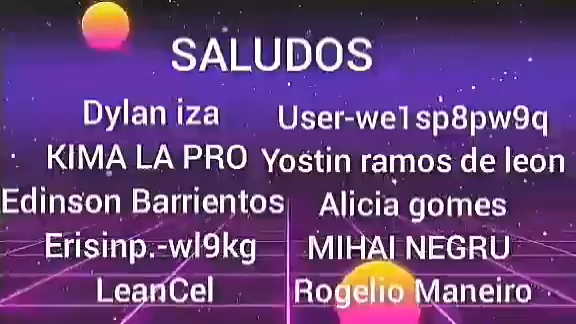 SALUDOS
Dylan iza
KIMA LA PRO
Edinson Barrientos
Erisinp.-wl9kg
LeanCel
User-we1sp8pw9q
Yostin ramos de leon
Alicia gomes
MIHAI NEGRU
Rogelio Maneiro